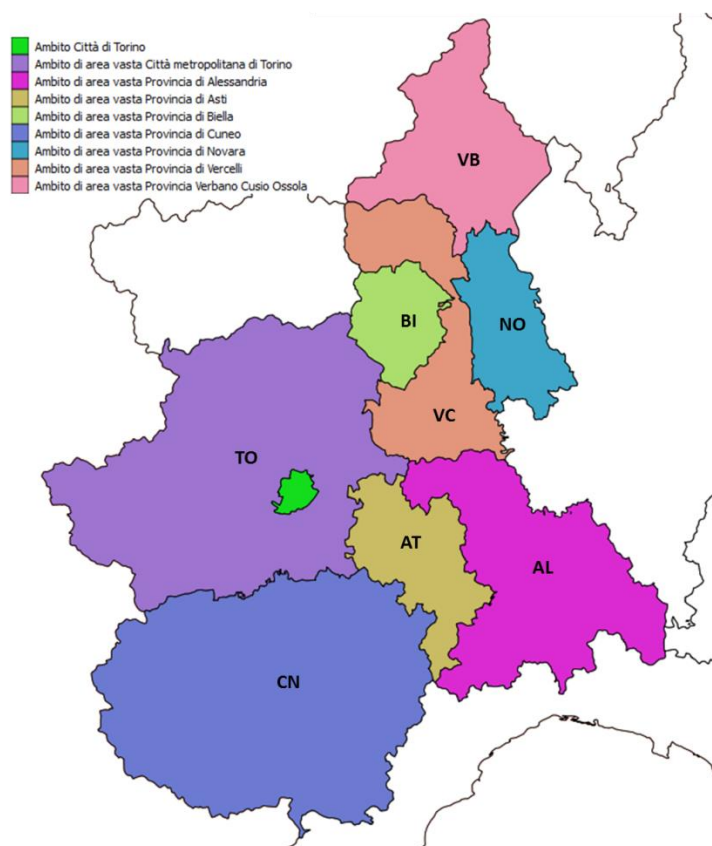 Ambito Città di Torino
Ambito di area vasta Città metropolitana di Torino
Ambito di area vasta Provincia di Alessandria
Ambito di area vasta Provincia di Asti
Ambito di area vasta Provincia di Biella
Ambito di area vasta Provincia di Cuneo
Ambito di area vasta Provincia di Novara
Ambito di area vasta Provincia di Vercelli
Ambito di area vasta Provincia Verbano Cusio Ossola
VB
BI
NO
VC
TO
AT
AL
CN